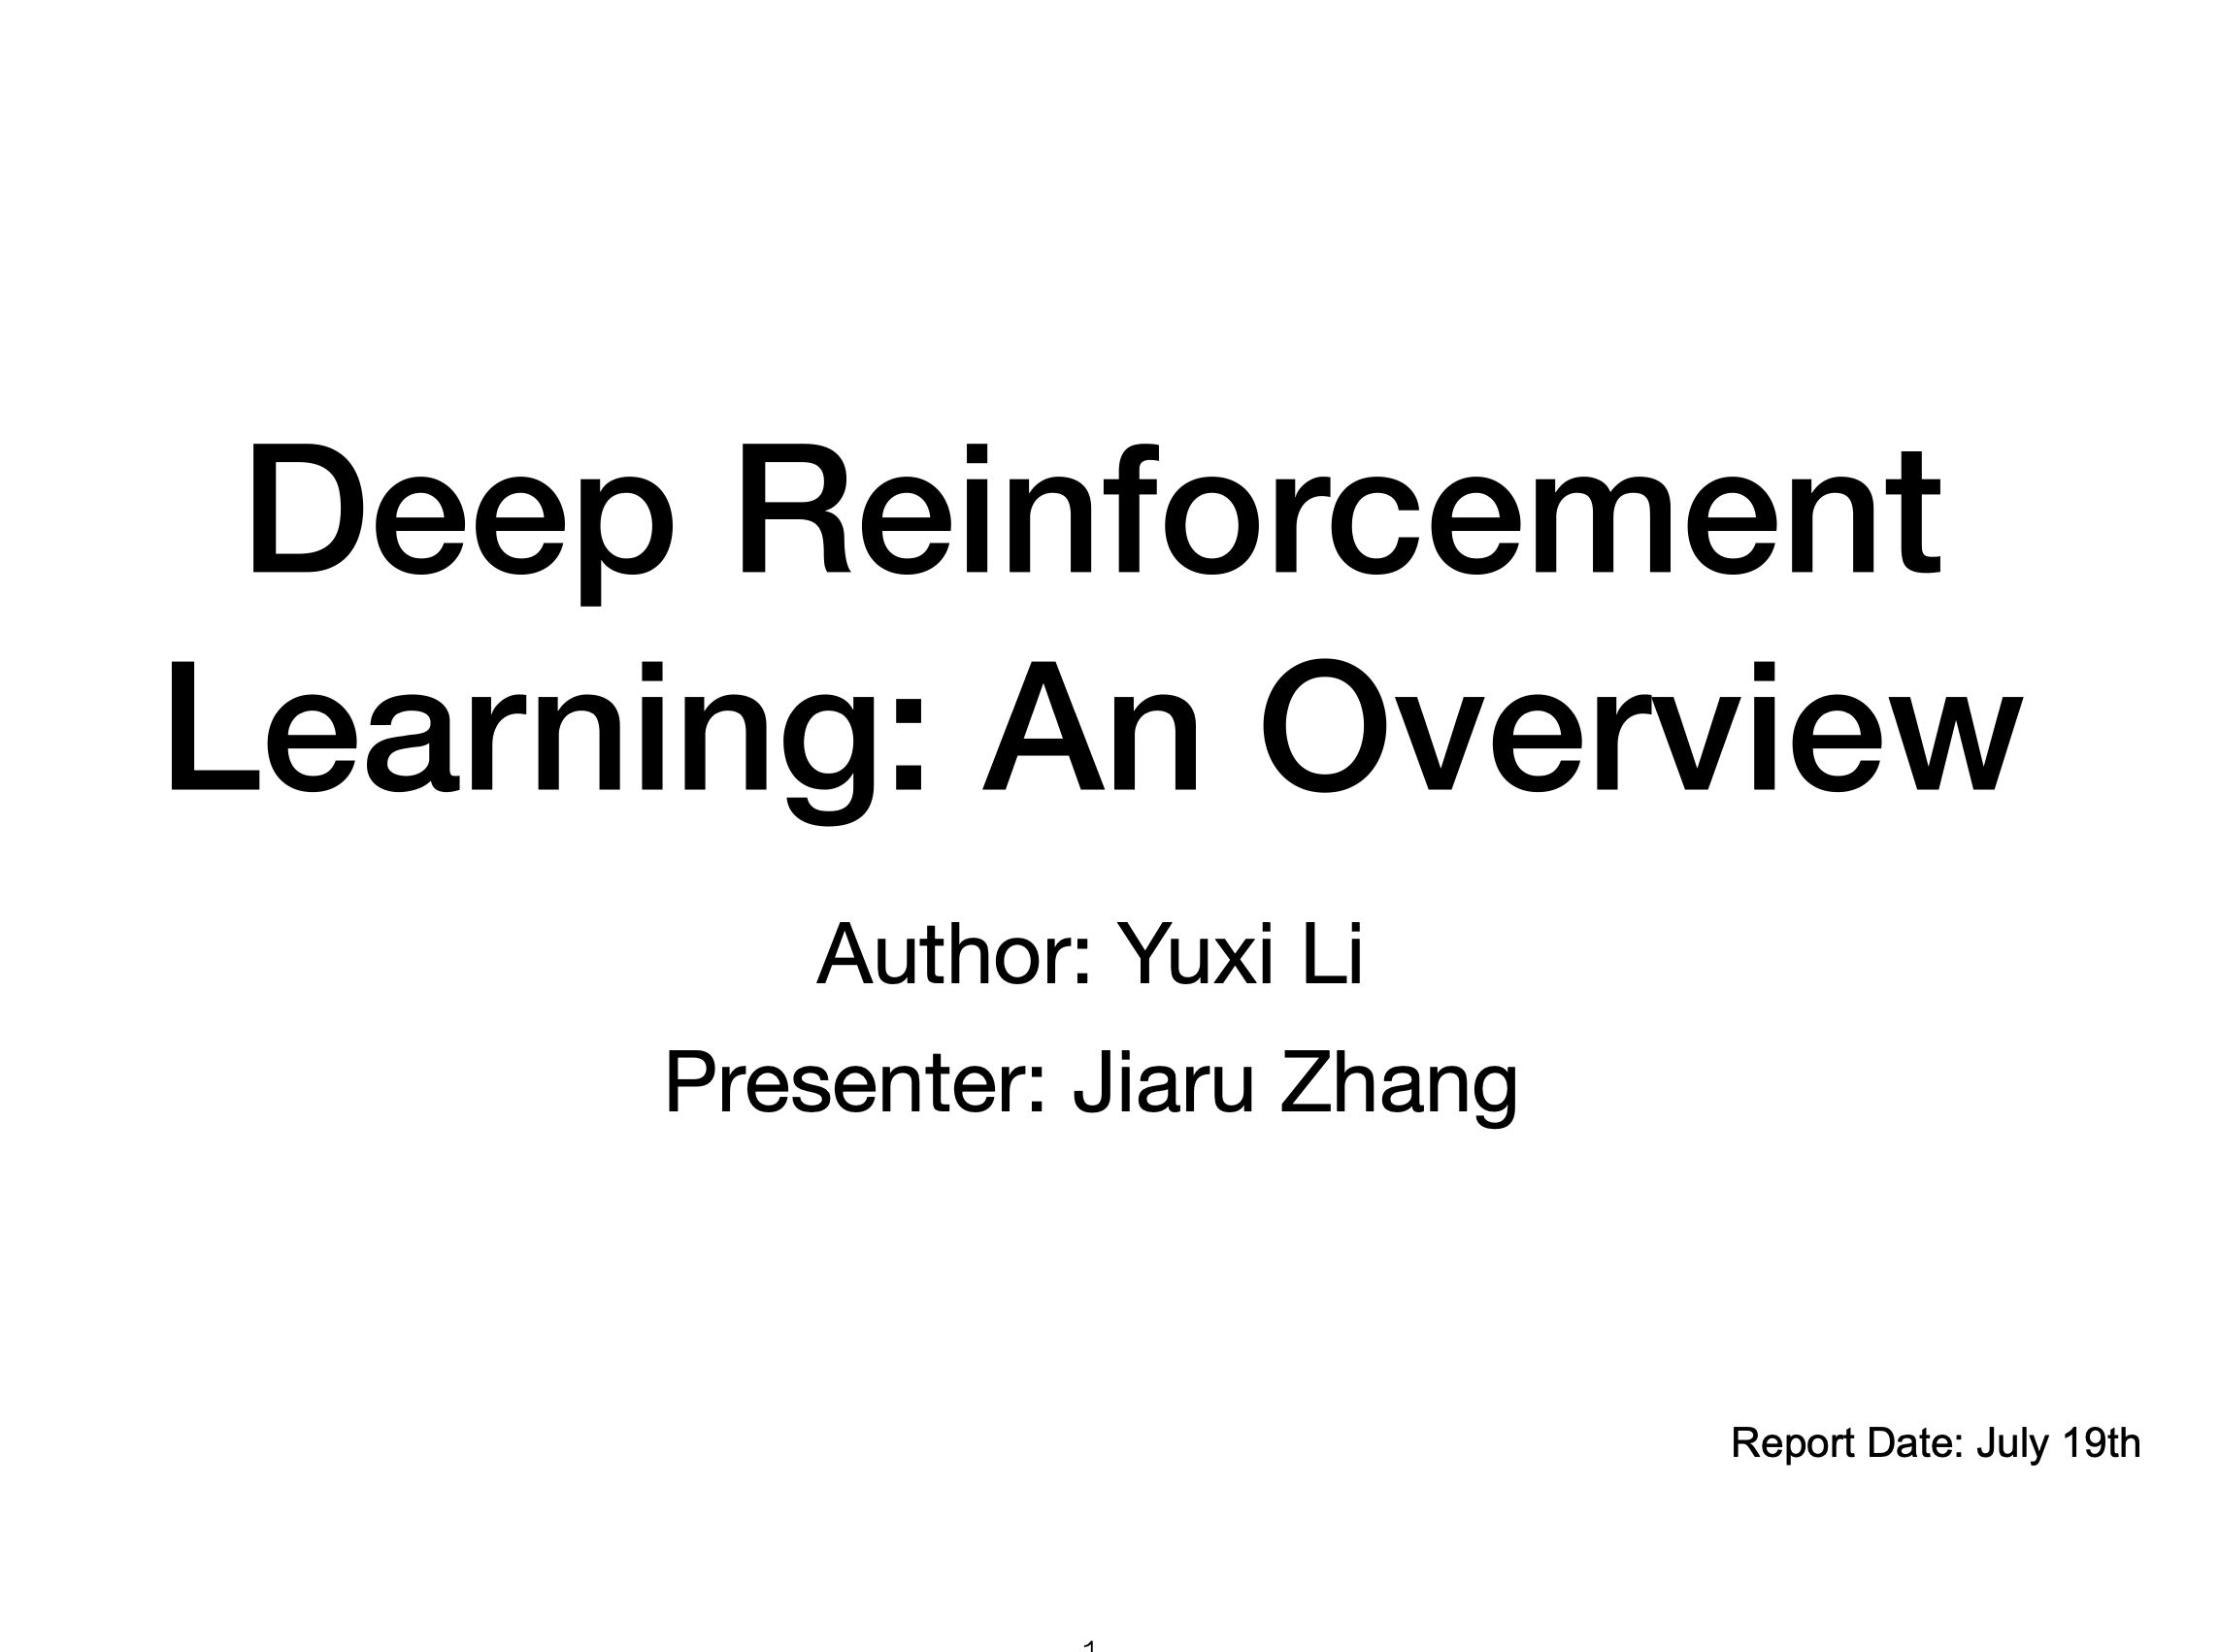 Deep Reinforcement
Learning: An Overview
Author: Yuxi Li
Presenter: Jiaru Zhang
Report Date: July 19th
1